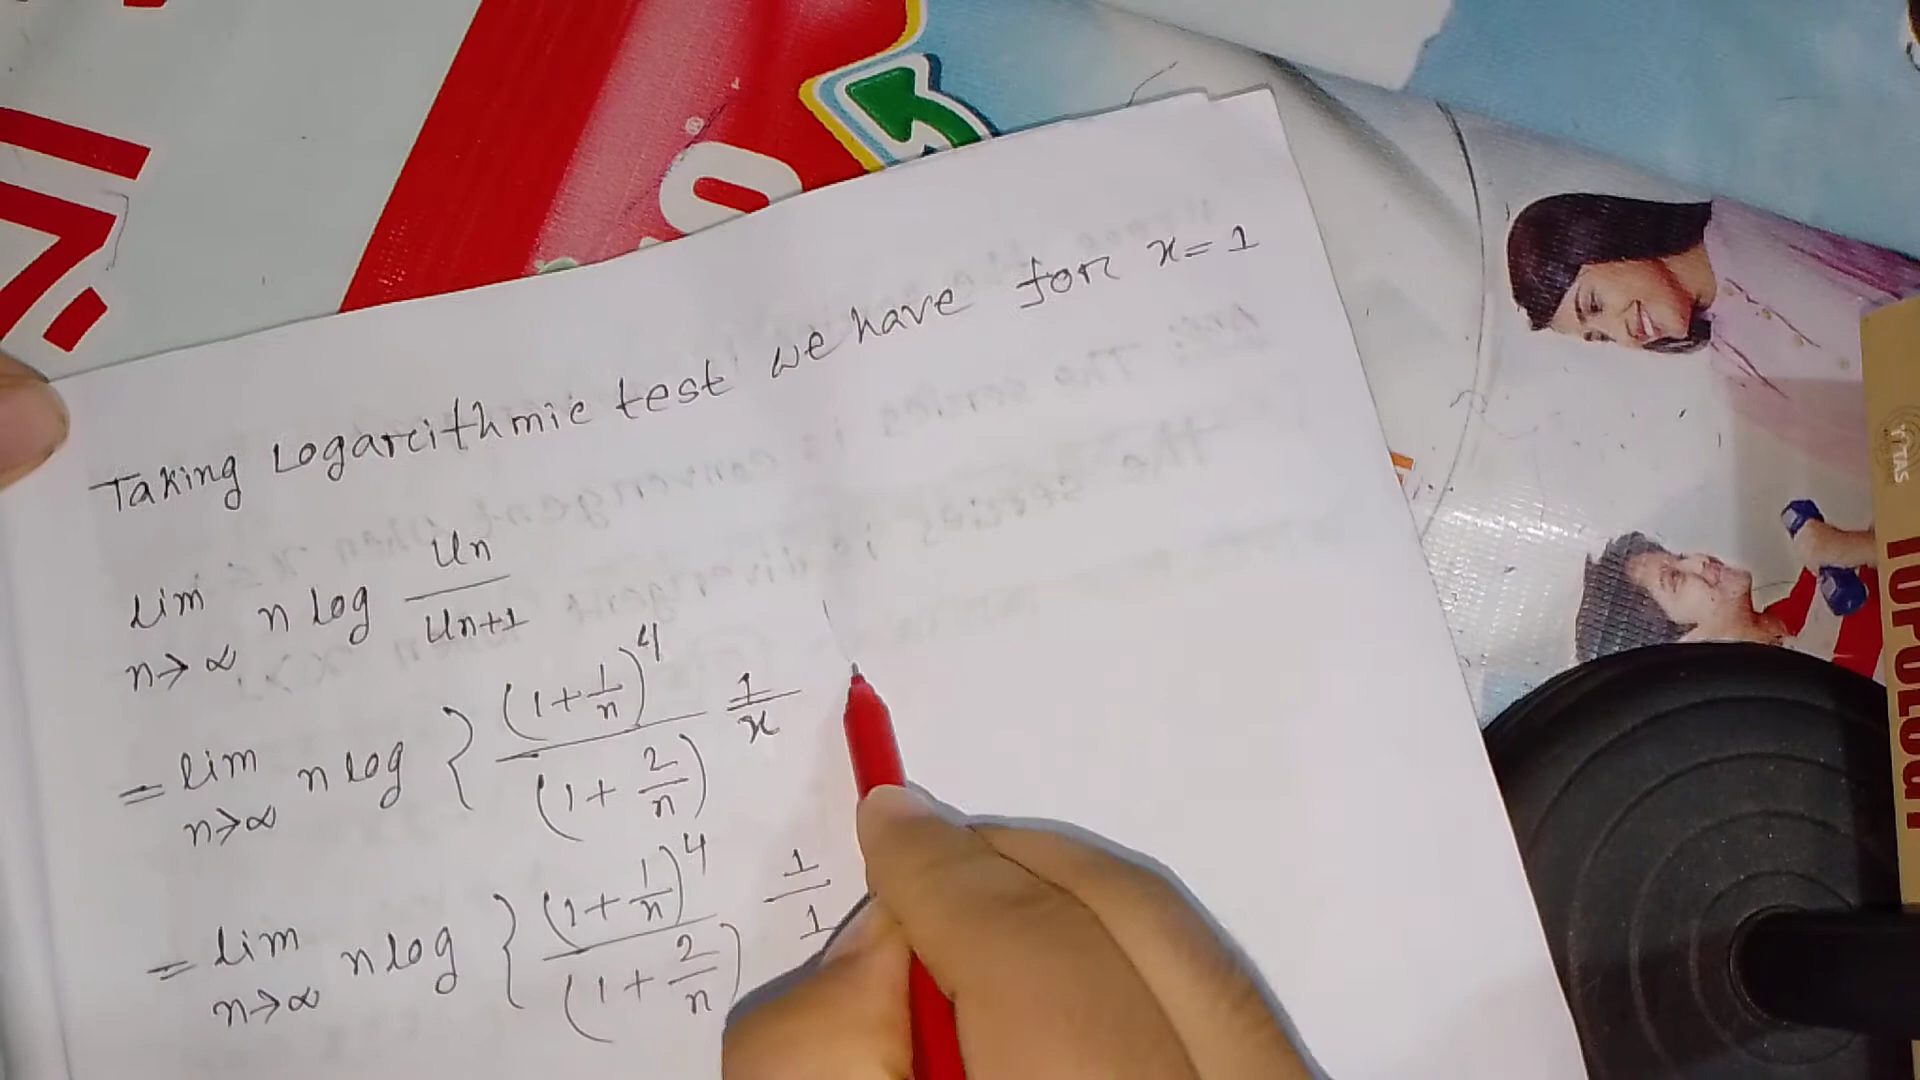 Taking Logarithmic test we have for x = 1
lim n→∞ n log Un/Un+1
= lim n→∞ n log { (1+1/n)^4/(1+2/n) 1/x
= lim n→∞ n log { (1+1/n)^4/(1+2/n) 1/1
TTAS
TOPOLOGY